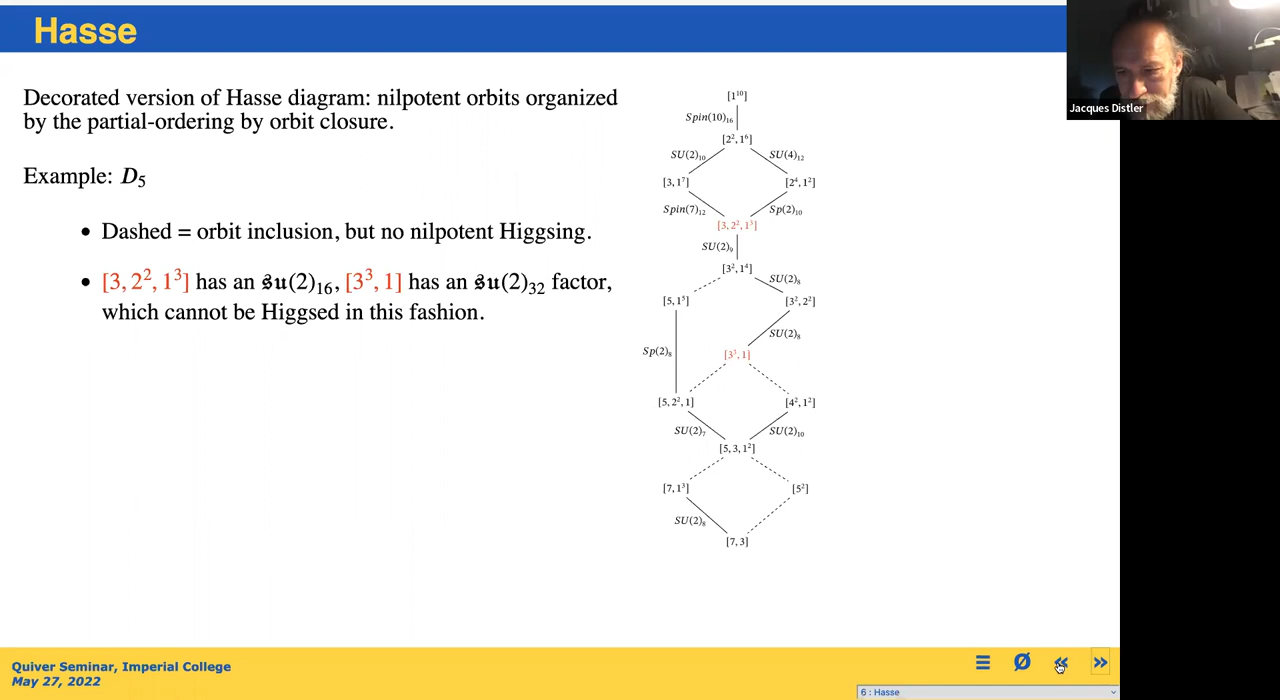 Hasse
Jacques Distler
Decorated version of Hasse diagram: nilpotent orbits organized
by the partial-ordering by orbit closure.
Example: D₅
• Dashed = orbit inclusion, but no nilpotent Higgsing.
• [3, 2², 1³] has an 𝔰𝔲(2)₁₆, [3³, 1] has an 𝔰𝔲(2)₃₂ factor,
which cannot be Higgsed in this fashion.
[1¹⁰]
Spin(10)₁₆
[2², 1⁶]
SU(2)₁₀ SU(4)₁₂
[3, 1⁷] [2⁴, 1²]
Spin(7)₁₂ Sp(2)₁₀
[3, 2², 1³]
SU(2)₉
[3², 1⁴]
SU(2)₈
[5, 1⁵] [3², 2²]
SU(2)₈
Sp(2)₈ [3³, 1]
[5, 2², 1] [4², 1²]
SU(2)₇ SU(2)₁₀
[5, 3, 1²]
[7, 1³] [5²]
SU(2)₈
[7, 3]
Quiver Seminar, Imperial College
May 27, 2022
6 : Hasse